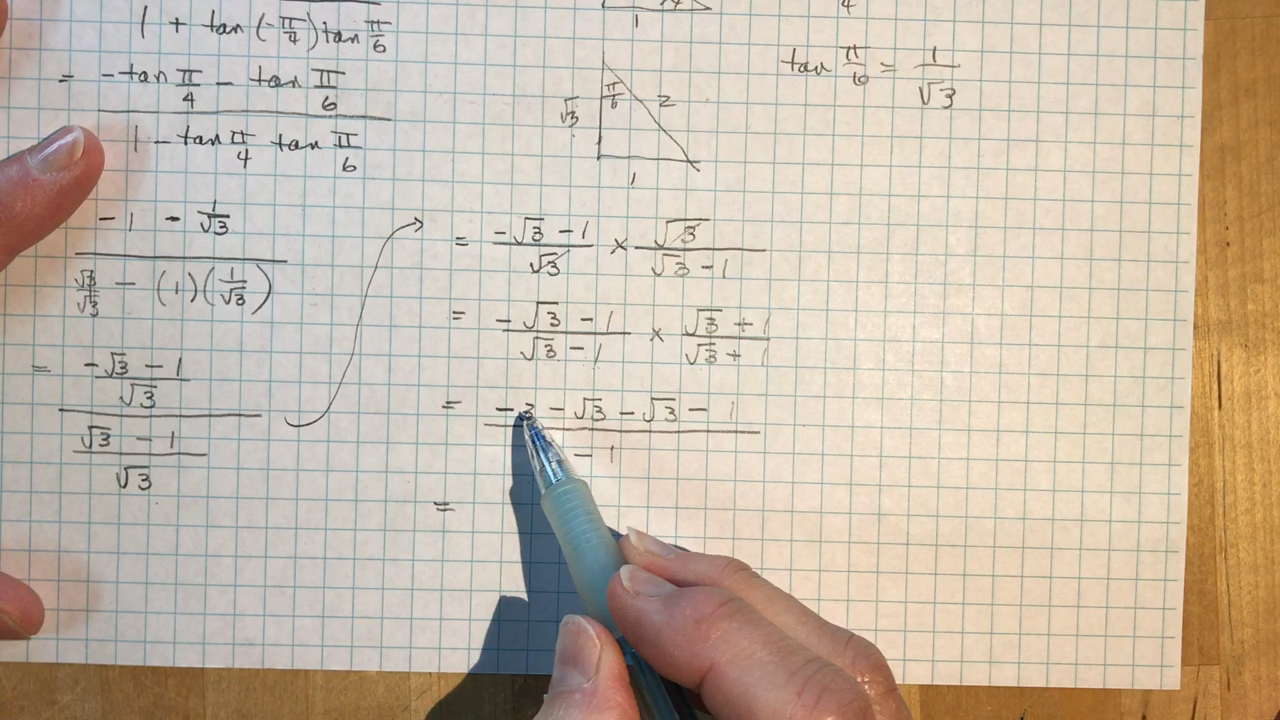 1 + tan(-π/4)tan π/6
= -tan π/4 - tan π/6
1 - tan π/4 tan π/6
-1 - 1/√3
√3/√3 - (1)(1/√3)
= -√3 - 1
√3
√3 - 1
√3
1
√3
π/6
2
1
4
tan π/6 = 1/√3
= -√3 - 1 / √3 × √3 / √3 - 1
= -√3 - 1 / √3 - 1 × √3 + 1 / √3 + 1
= -3 - √3 - √3 - 1
- 1
=